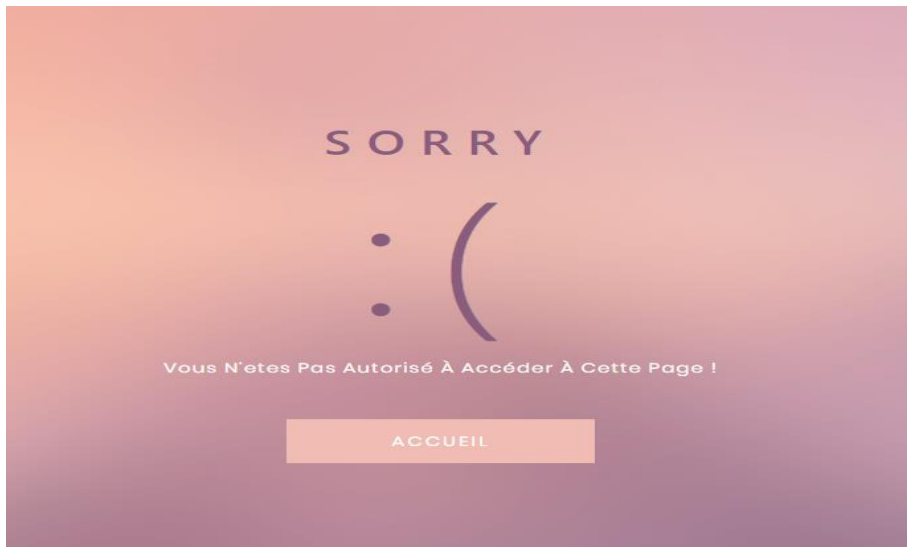 SORRY
:(
Vous N'etes Pas Autorisé À Accéder À Cette Page !
ACCUEIL